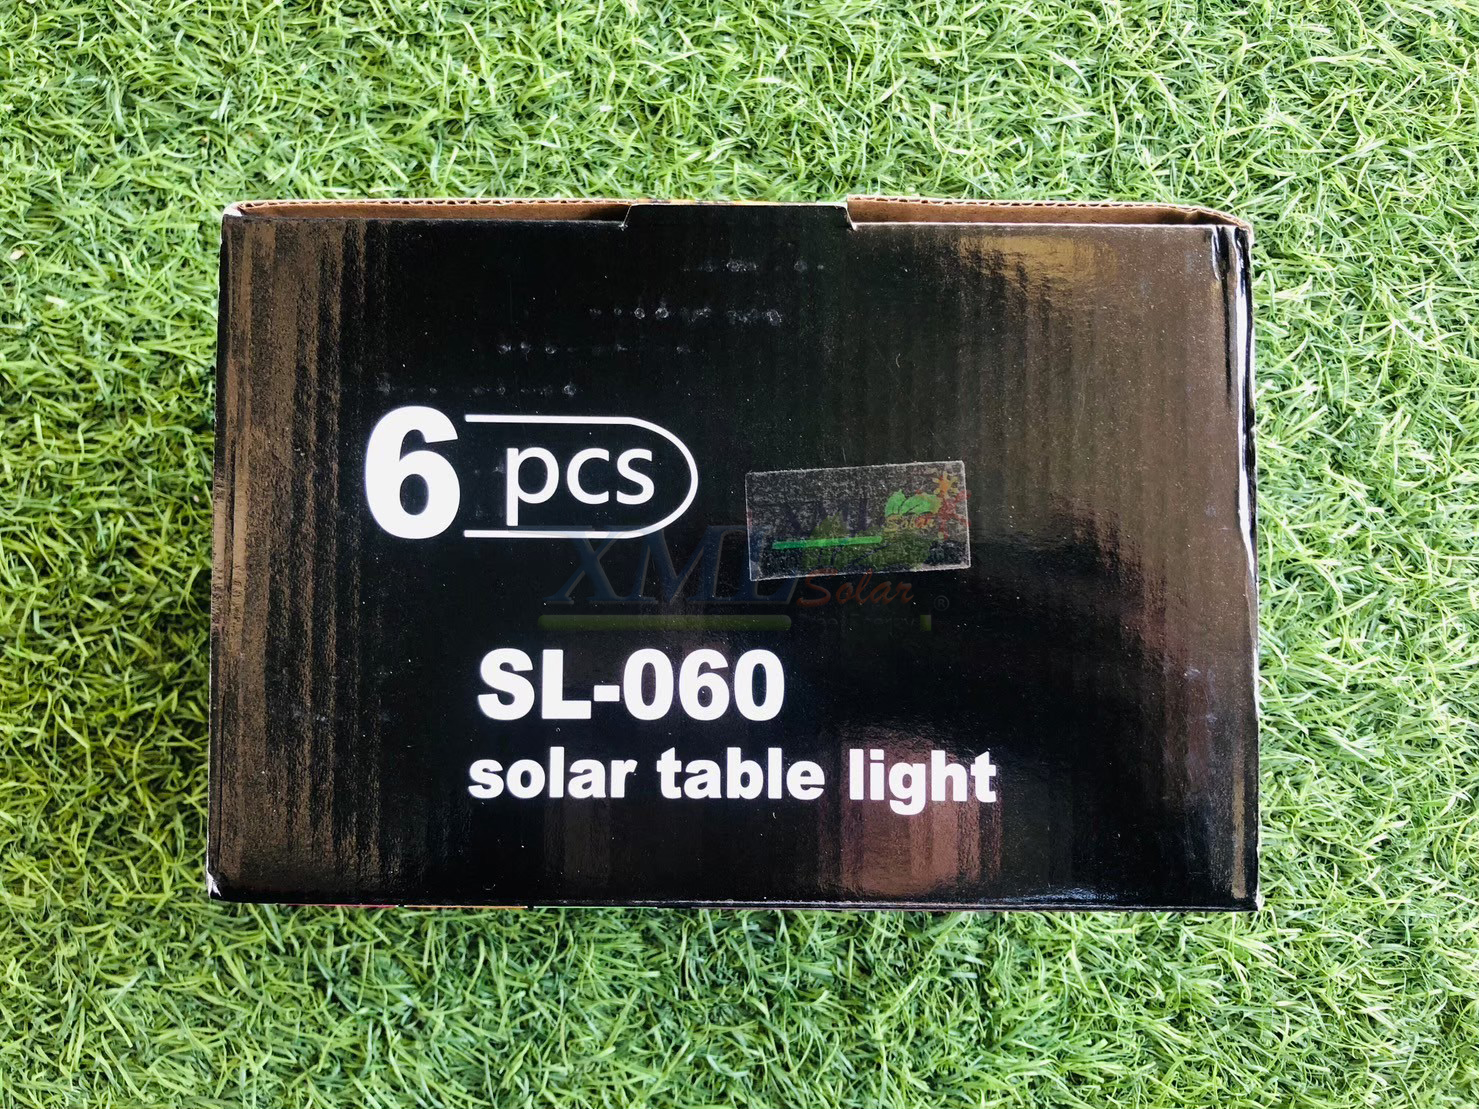 6 pcs
XML Solar ®
SL-060
solar table light